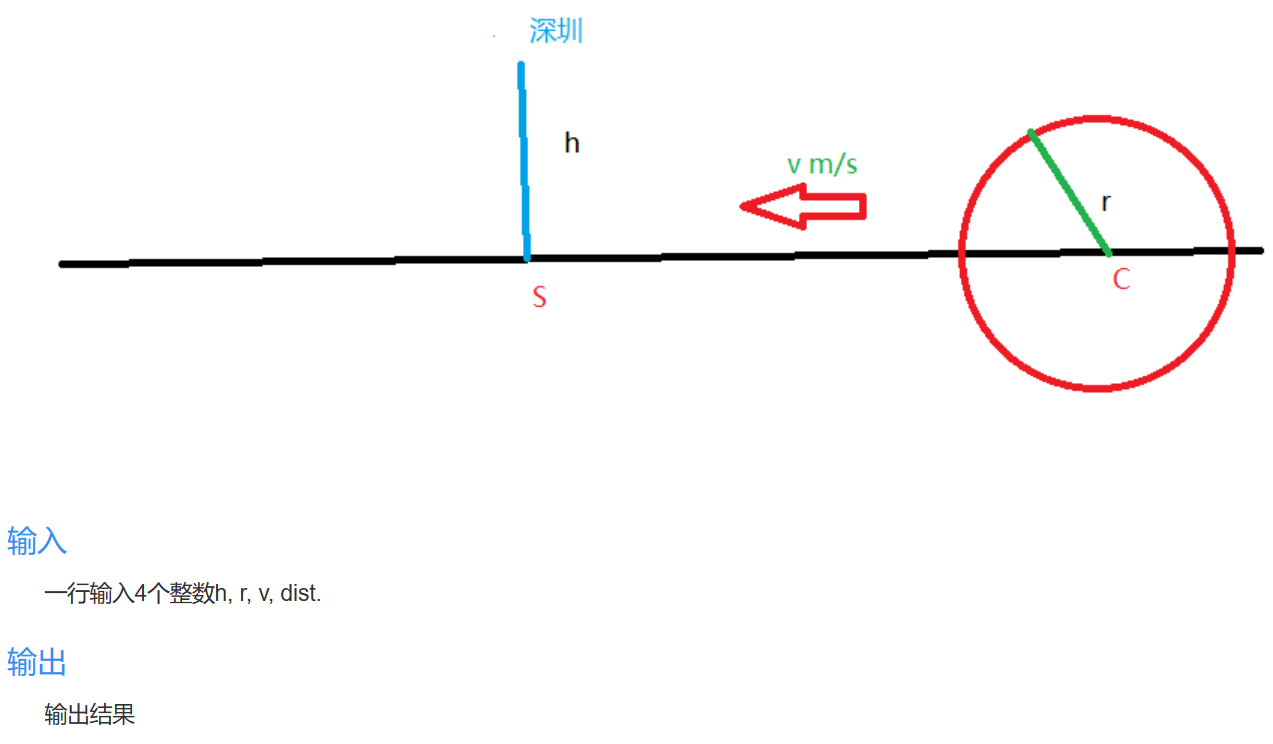 深圳
h
v m/s
r
S
C
输入
一行输入4个整数h, r, v, dist.
输出
输出结果